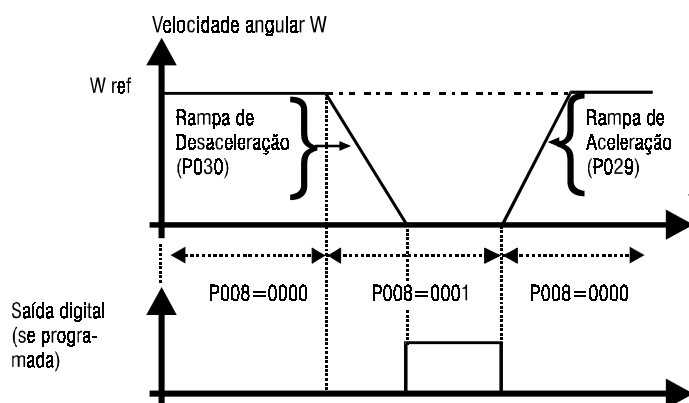 Velocidade angular W
W ref
Rampa de
Desaceleração
(P030)
Rampa de
Aceleração
(P029)
P008=0000
P008=0001
P008=0000
Saída digital
(se progra-
mada)